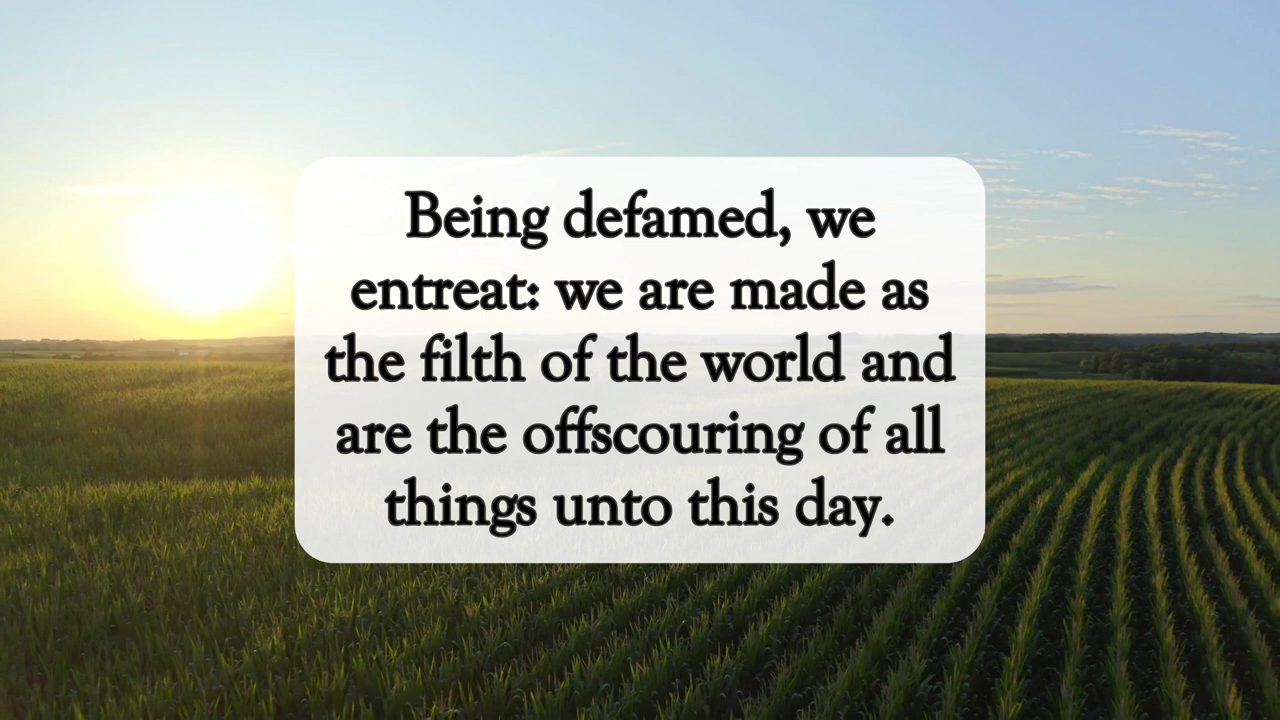 Being defamed, we
entreat: we are made as
the filth of the world and
are the offscouring of all
things unto this day.